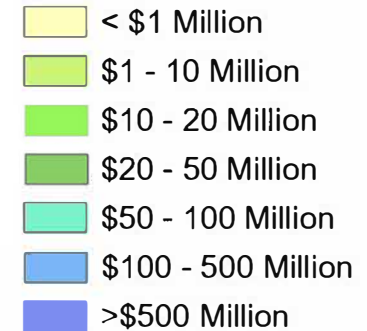 < $1 Million
$1 - 10 Million
$10 - 20 Million
$20 - 50 Million
$50 - 100 Million
$100 - 500 Million
>$500 Million